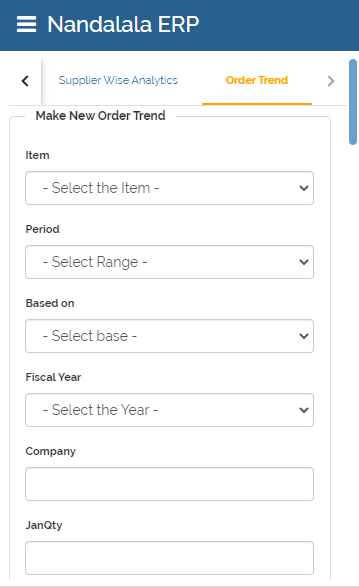 Nandalala ERP
Supplier Wise Analytics
Order Trend
Make New Order Trend
Item
- Select the Item -
Period
- Select Range -
Based on
- Select base -
Fiscal Year
- Select the Year -
Company
JanQty